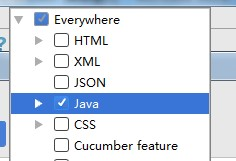 Everywhere
HTML
XML
JSON
Java
CSS
Cucumber feature